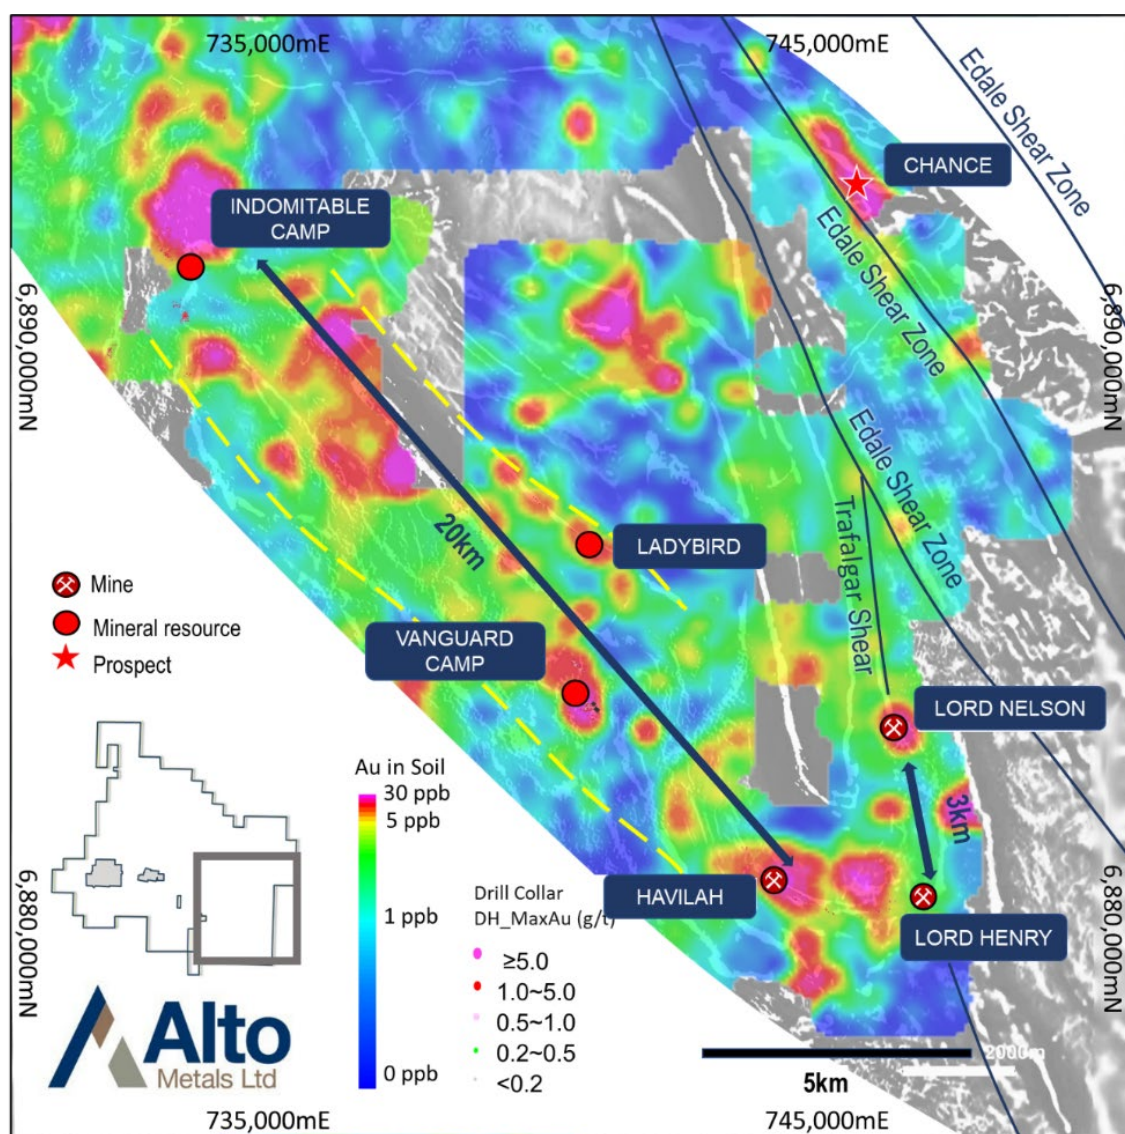 735,000mE
745,000mE
Edale Shear Zone
CHANCE
INDOMITABLE
CAMP
Edale Shear Zone
6,890,000mN
6,890,000mN
20km
LADYBIRD
Edale Shear Zone
Trafalgar Shear
Mine
Mineral resource
Prospect
VANGUARD
CAMP
LORD NELSON
3km
Au in Soil
30 ppb
5 ppb
1 ppb
0 ppb
HAVILAH
LORD HENRY
6,880,000mN
6,880,000mN
Drill Collar
DH_MaxAu (g/t)
≥5.0
1.0~5.0
0.5~1.0
0.2~0.5
<0.2
Alto
Metals Ltd
2000m
5km
735,000mE
745,000mE